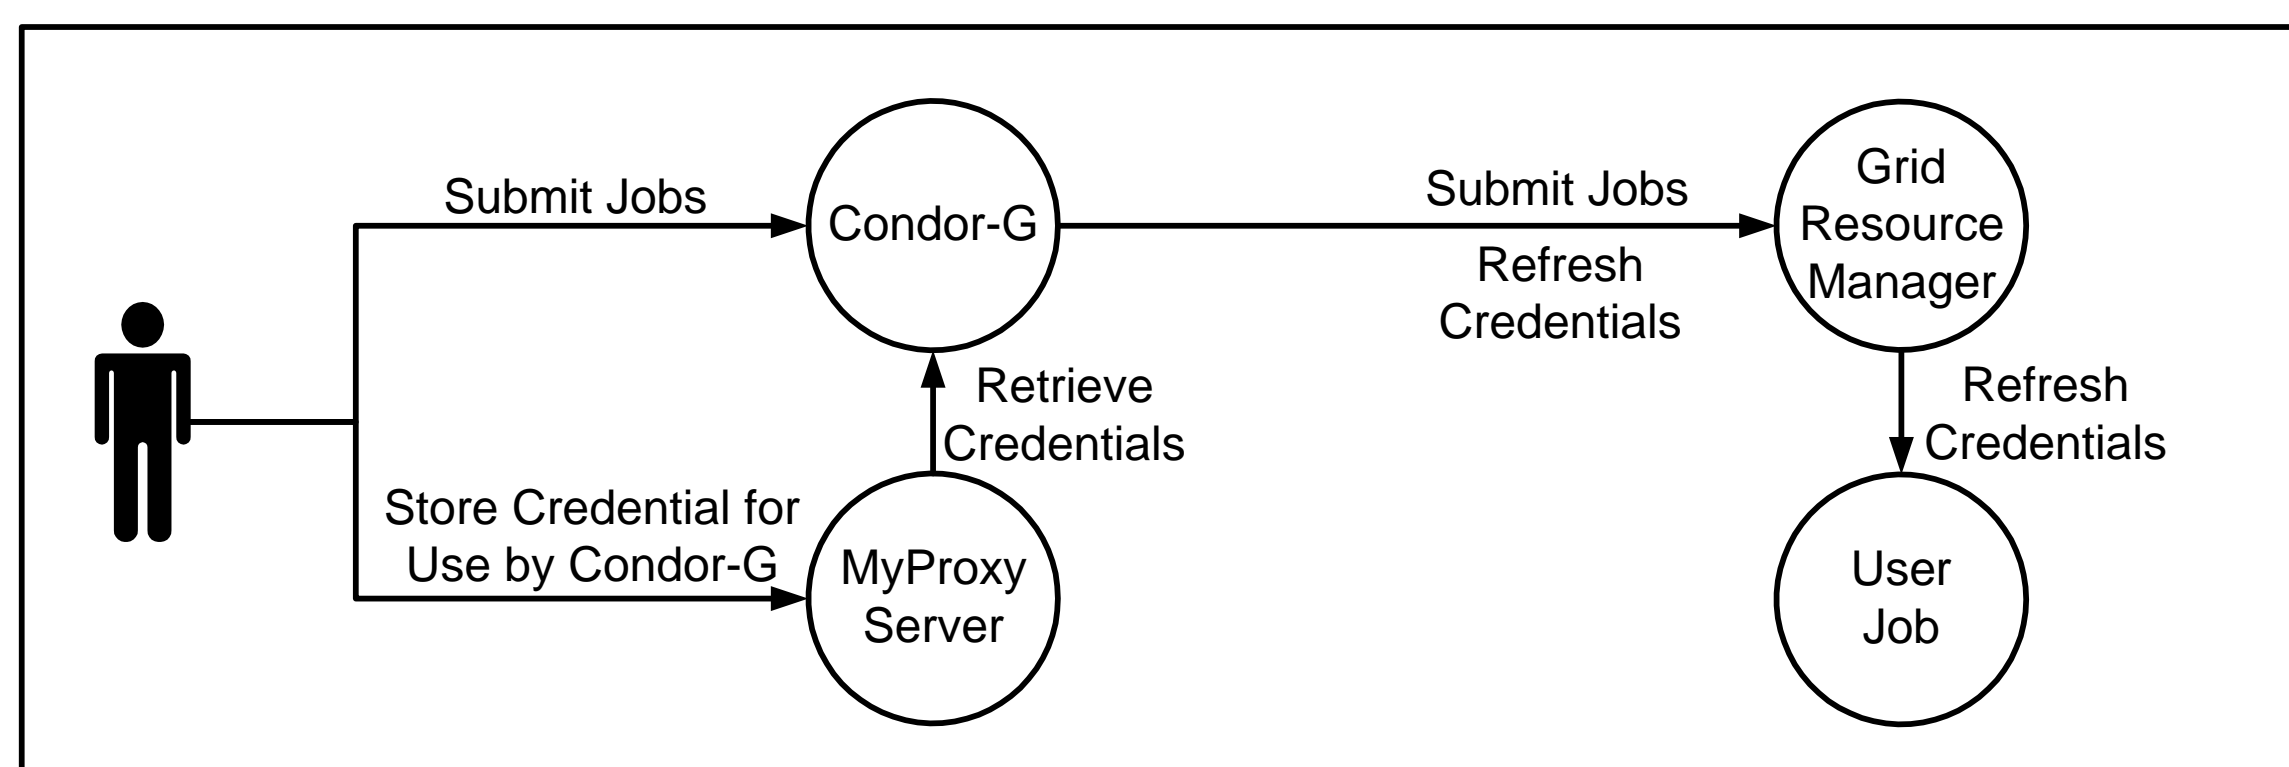 Submit Jobs
Condor-G
Submit Jobs
Refresh
Credentials
Grid
Resource
Manager
Retrieve
Credentials
Refresh
Credentials
Store Credential for
Use by Condor-G
MyProxy
Server
User
Job